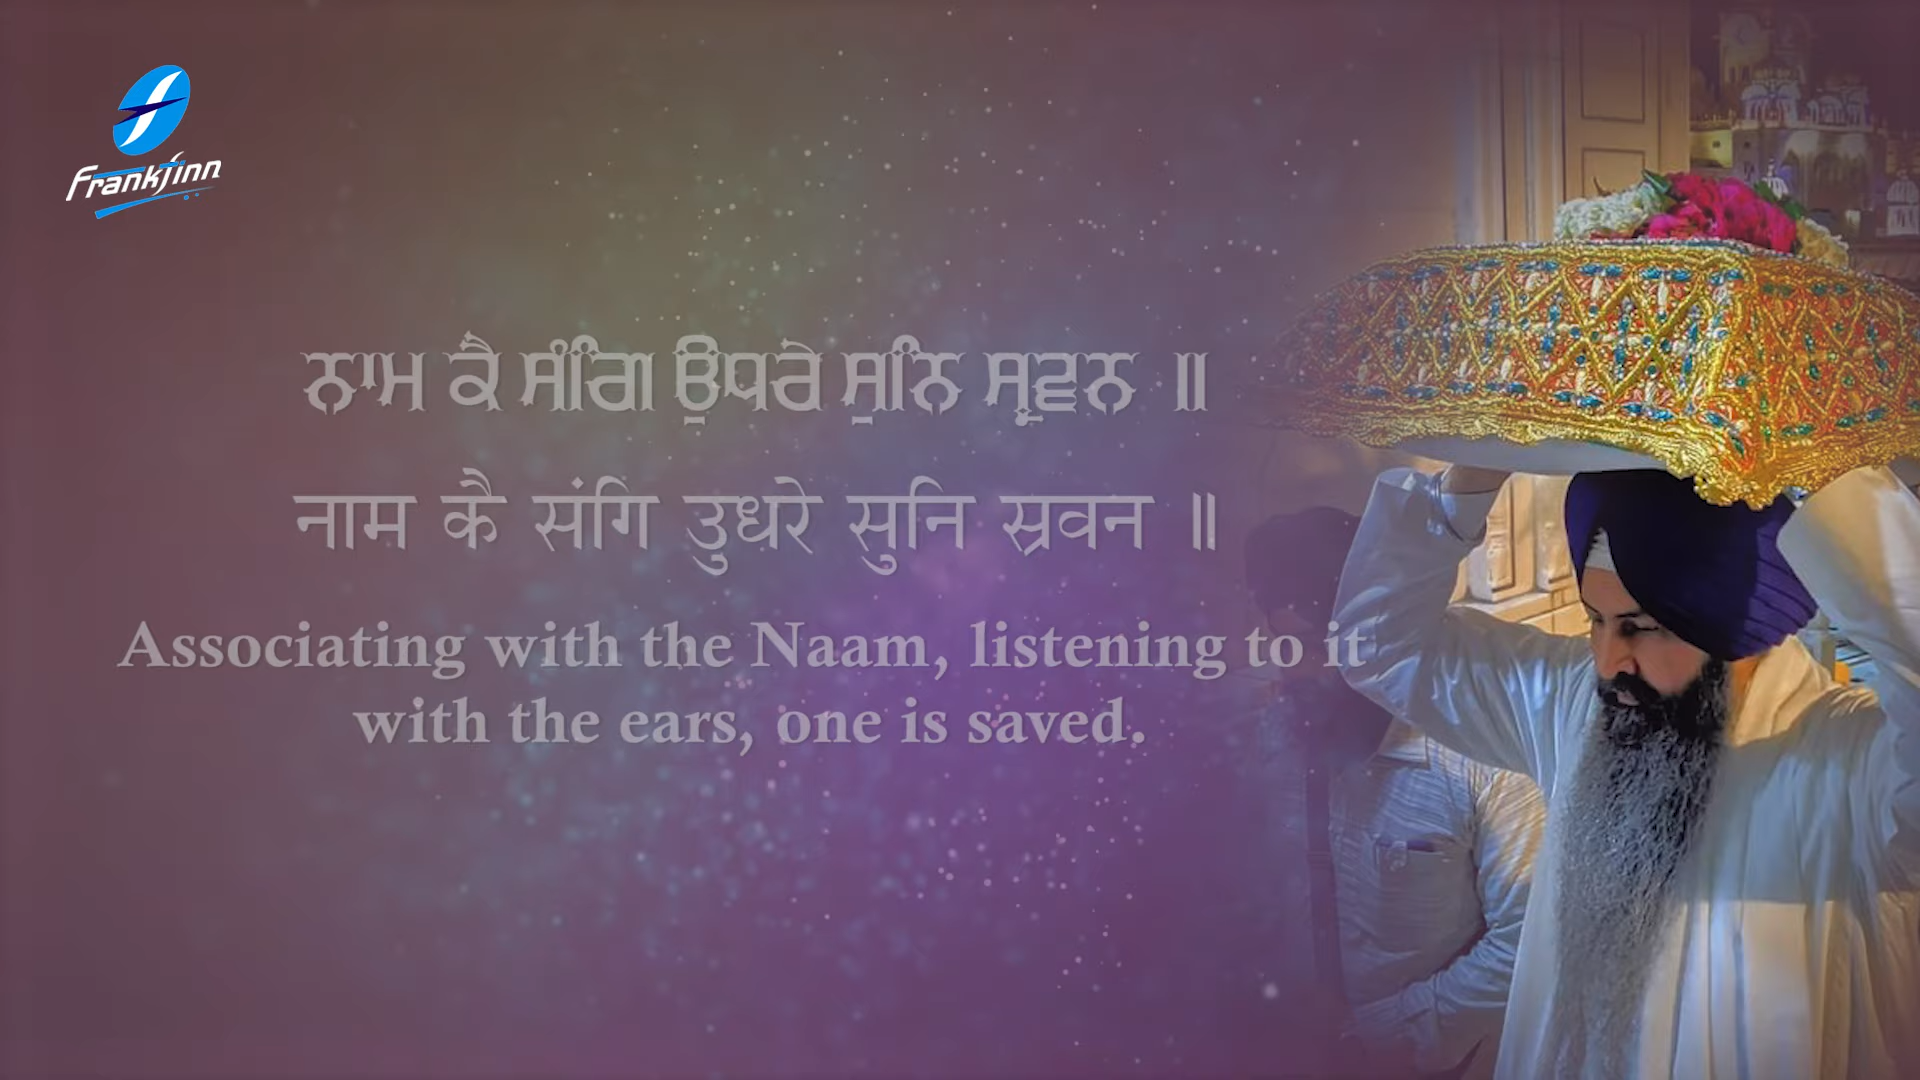 Frankfinn
ਨਾਮ ਕੈ ਸੰਗਿ ਉਧਰੇ ਸੁਨਿ ਸ੍ਰਵਨ ॥
नाम कै संगि उधरे सुनि स्रवन ॥
Associating with the Naam, listening to it
with the ears, one is saved.